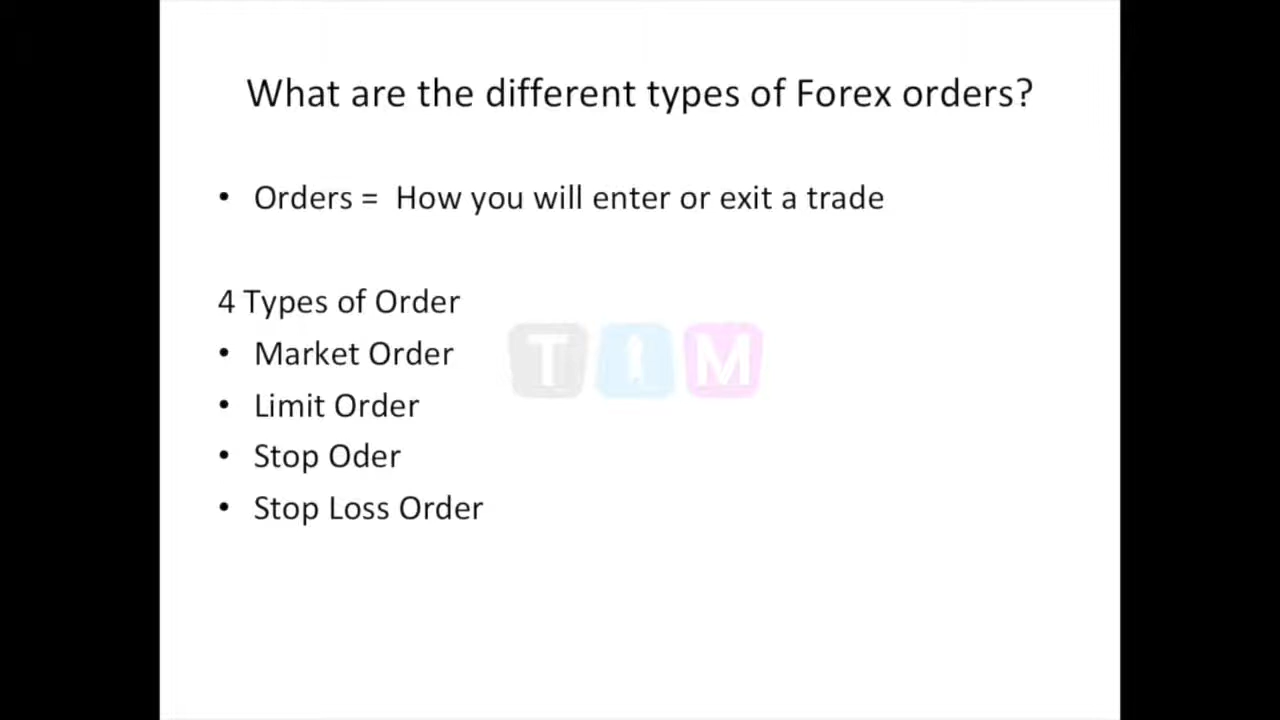 What are the different types of Forex orders?
• Orders = How you will enter or exit a trade
4 Types of Order
• Market Order
• Limit Order
• Stop Oder
• Stop Loss Order
TIM